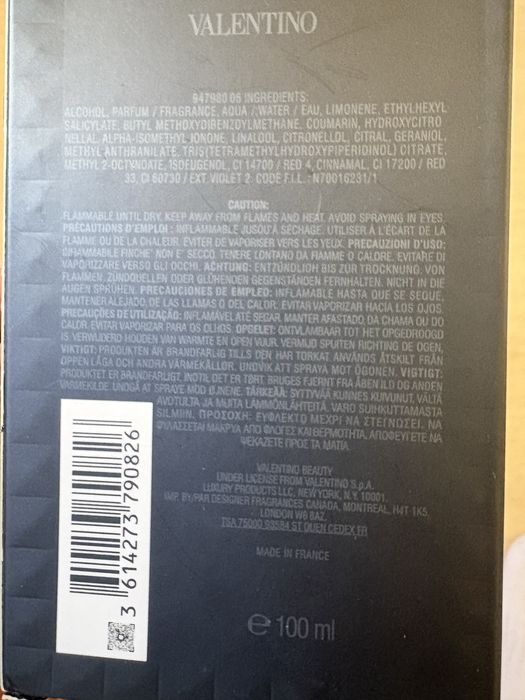 VALENTINO
947980 06 INGREDIENTS:
ALCOHOL, PARFUM / FRAGRANCE, AQUA / WATER / EAU, LIMONENE, ETHYLHEXYL
SALICYLATE, BUTYL METHOXYDIBENZOYLMETHANE, COUMARIN, HYDROXYCITRO
NELLAL, ALPHA-ISOMETHYL IONONE, LINALOOL, CITRONELLOL, CITRAL, GERANIOL,
METHYL ANTHRANILATE, TRIS(TETRAMETHYLHYDROXYPIPERIDINOL) CITRATE,
METHYL 2-OCTYNOATE, ISOEUGENOL, CI 14700 / RED 4, CINNAMAL, CI 17200 / RED
33, CI 60730 / EXT. VIOLET 2. CODE F.I.L.: N70016231/1
CAUTION:
FLAMMABLE UNTIL DRY. KEEP AWAY FROM FLAMES AND HEAT. AVOID SPRAYING IN EYES.
PRÉCAUTIONS D'EMPLOI : INFLAMMABLE JUSQU'À SÉCHAGE. UTILISER À L'ÉCART DE LA
FLAMME OU DE LA CHALEUR. ÉVITER DE VAPORISER VERS LES YEUX. PRECAUZIONI D'USO:
INFIAMMABILE FINCHE' NON E' SECCO. TENERE LONTANO DA FIAMME O CALORE. EVITARE DI
VAPORIZZARE VERSO GLI OCCHI. ACHTUNG: ENTZÜNDLICH BIS ZUR TROCKNUNG. VON
FLAMMEN, ZÜNDQUELLEN ODER GLÜHENDEN GEGENSTÄNDEN FERNHALTEN. NICHT IN DIE
AUGEN SPRÜHEN. PRECAUCIONES DE EMPLEO: INFLAMABLE HASTA QUE SE SEQUE,
MANTENER ALEJADO, DE LAS LLAMAS O DEL CALOR. EVITAR VAPORIZAR HACIA LOS OJOS.
PRECAUÇÕES DE UTILIZAÇÃO: INFLAMÁVEL ATÉ SECAR. MANTER AFASTADO DA CHAMA OU DO
CALOR. EVITAR VAPORIZAR PARA OS OLHOS. OPGELET: ONTVLAMBAAR TOT HET OPGEDROOGD
IS. VERWIJDERD HOUDEN VAN WARMTE EN OPEN VUUR. VERMIJD SPUITEN RICHTING DE OGEN.
VIKTIGT: PRODUKTEN ÄR BRANDFARLIG TILLS DEN HAR TORKAT. ANVÄNDS ÅTSKILT FRÅN
ÖPPEN LÅGA OCH ANDRA VÄRMEKÄLLOR. UNDVIK ATT SPRAYA MOT ÖGONEN. VIGTIGT:
PRODUKTET ER BRANDFARLIGT, INDTIL DET ER TØRT. BRUGES FJERNT FRA ÅBEN ILD OG ANDEN
VARMEKILDE. UNDGÅ AT SPRAYE MOD ØJNENE. TÄRKEÄÄ: SYTTYVÄÄ KUNNES KUIVUNUT. VÄLTÄ
AVOTULTA JA MUITA LÄMMÖNLÄHTEITÄ. VARO SUIHKUTTAMASTA
SILMIIN. ΠΡΟΣΟΧΗ: ΕΥΦΛΕΚΤΟ ΜΕΧΡΙ ΝΑ ΣΤΕΓΝΩΣΕΙ. ΝΑ
ΦΥΛΑΣΣΕΤΑΙ ΜΑΚΡΥΑ ΑΠΟ ΦΛΟΓΕΣ ΚΑΙ ΘΕΡΜΟΤΗΤΑ. ΑΠΟΦΕΥΓΕΤΕ ΝΑ
ΨΕΚΑΖΕΤΕ ΠΡΟΣ ΤΑ ΜΑΤΙΑ.
VALENTINO BEAUTY
UNDER LICENSE FROM VALENTINO S.p.A.
LUXURY PRODUCTS LLC, NEW YORK, N.Y. 10001.
IMP. BY/PAR DESIGNER FRAGRANCES CANADA, MONTREAL, H4T 1K5.
LONDON W6 8AZ.
TSA 75000 93584 ST OUEN CEDEX, FR
MADE IN FRANCE
3 614273 790826
e 100 ml